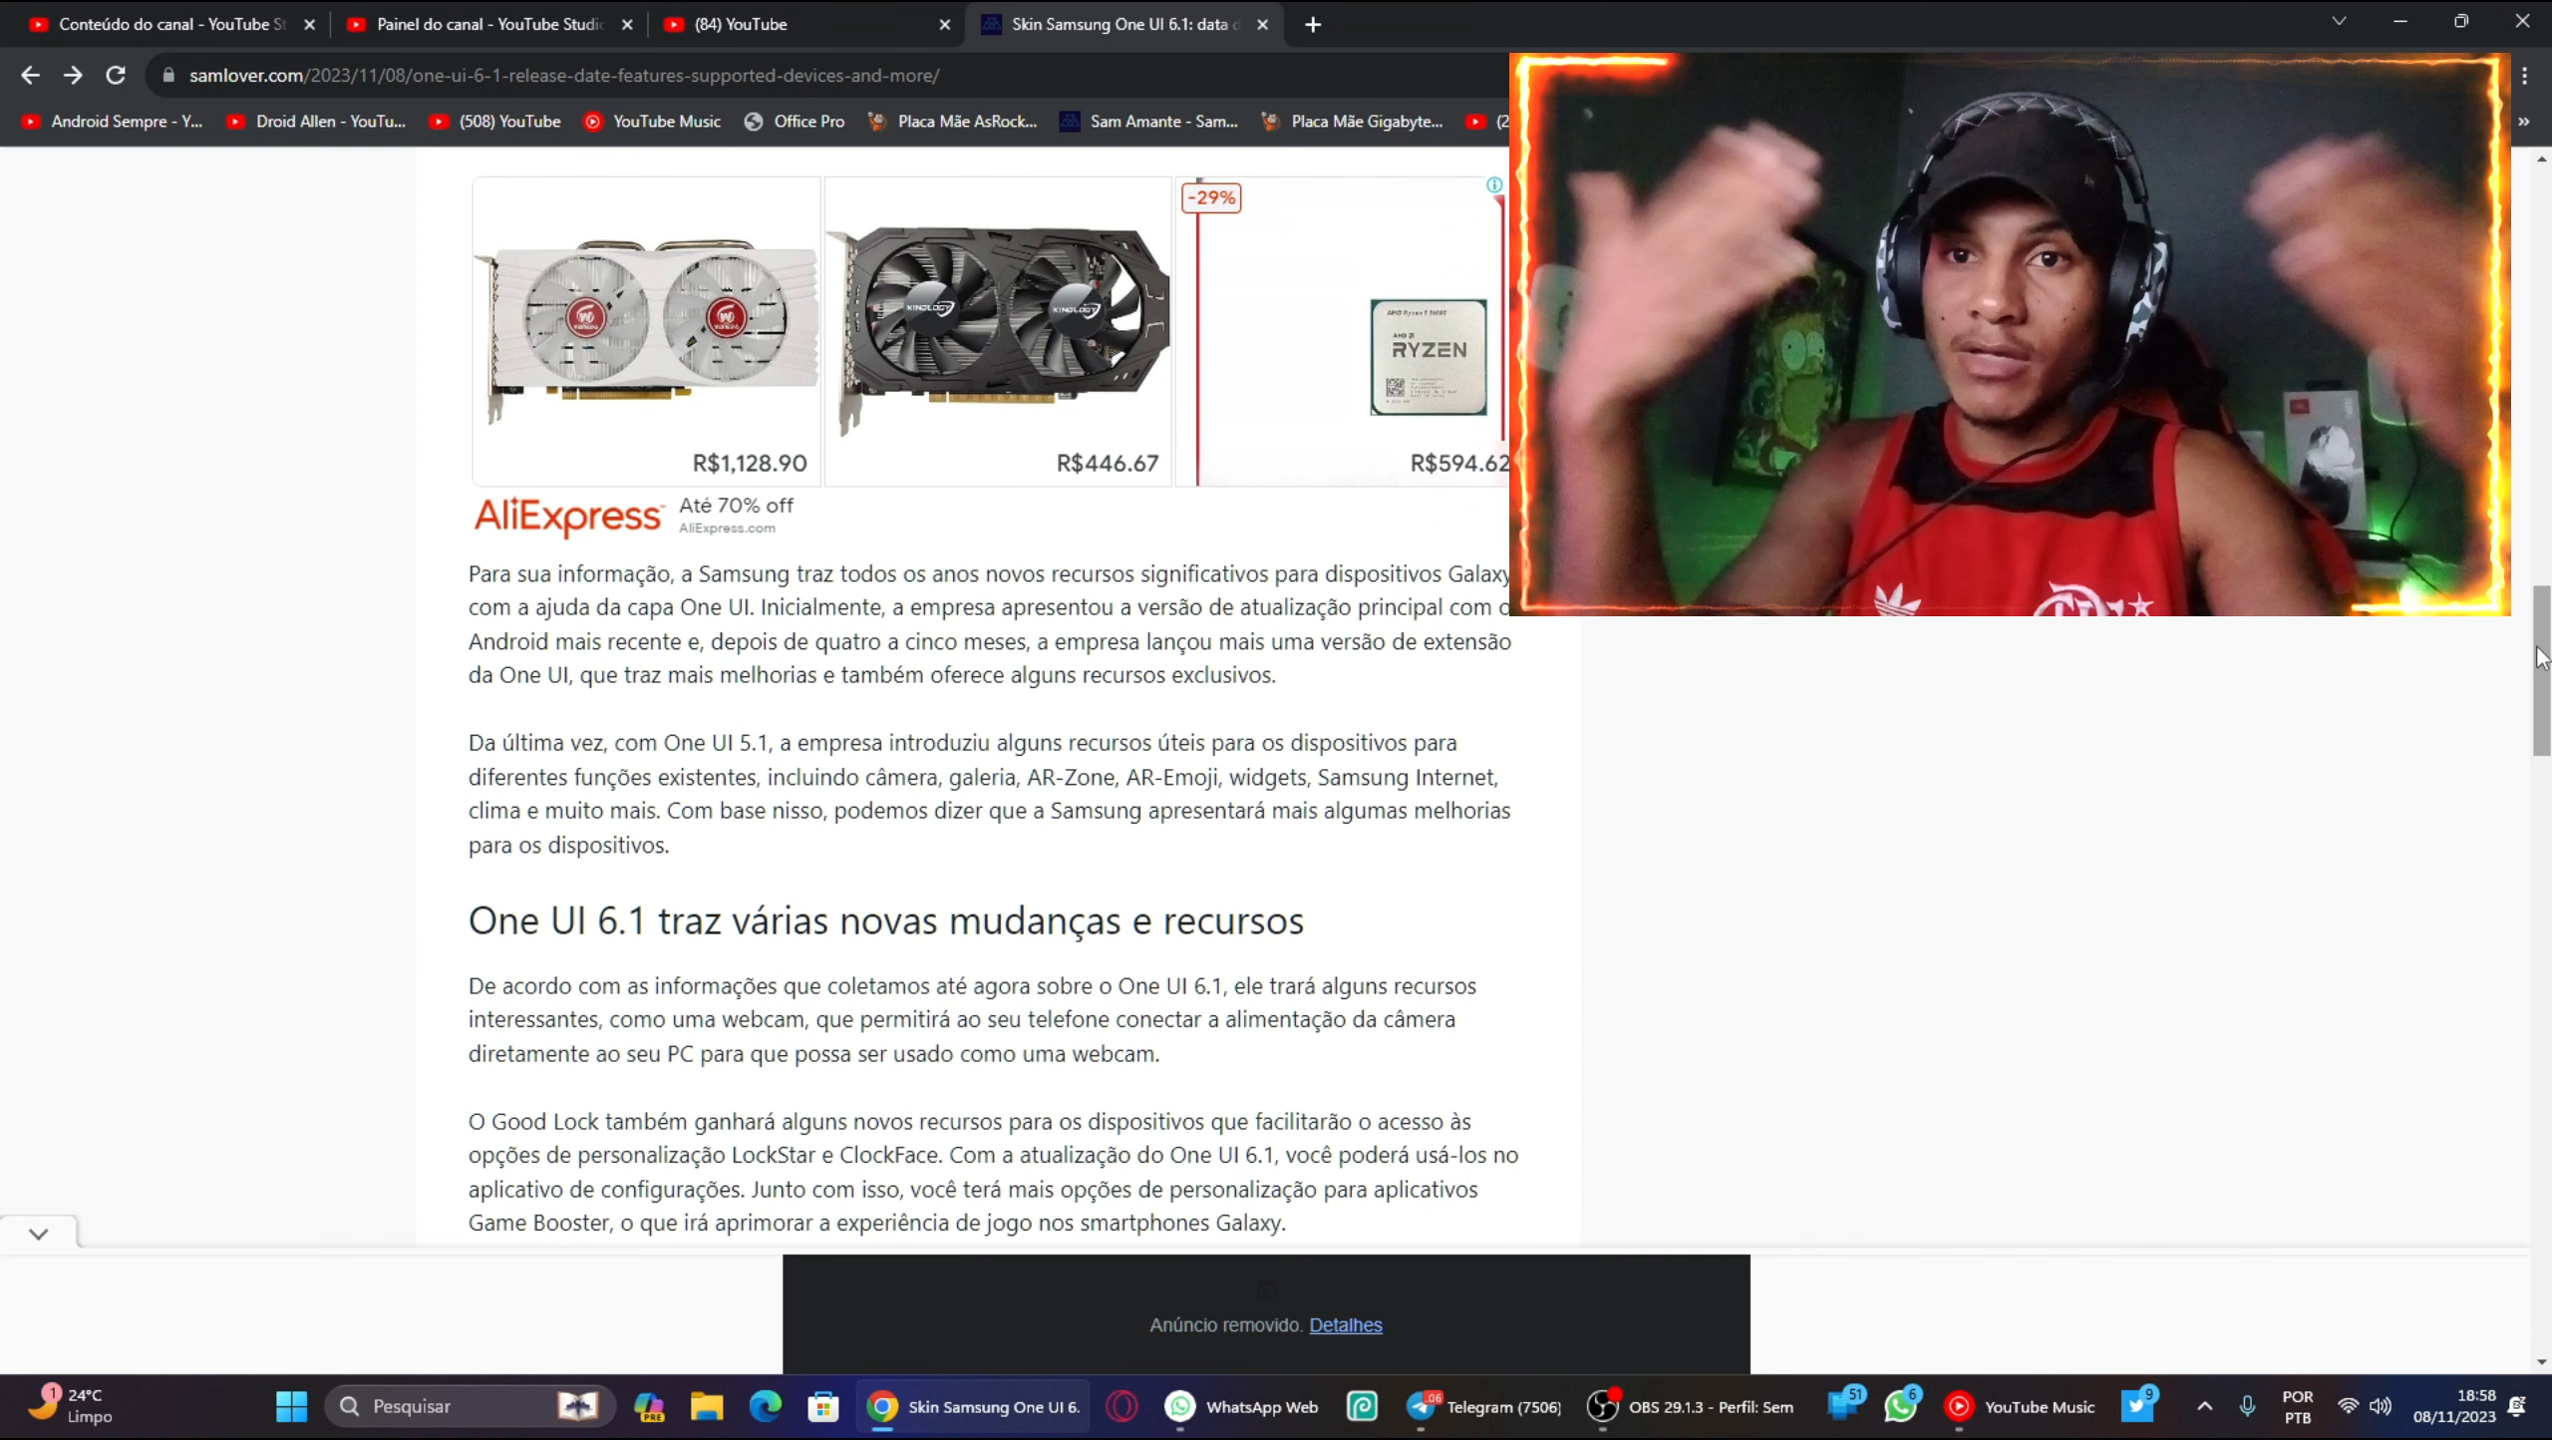 Conteúdo do canal - YouTube St
Painel do canal - YouTube Studio
(84) YouTube
Skin Samsung One UI 6.1: data d
samlover.com/2023/11/08/one-ui-6-1-release-date-features-supported-devices-and-more/
Android Sempre - Y...
Droid Allen - YouTu...
(508) YouTube
YouTube Music
Office Pro
Placa Mãe AsRock...
Sam Amante - Sam...
Placa Mãe Gigabyte...
-29%
KINOLOGY
KINOLOGY
AMD
RYZEN
R$1,128.90
R$446.67
R$594.62
AliExpress
Até 70% off
AliExpress.com
Para sua informação, a Samsung traz todos os anos novos recursos significativos para dispositivos Galaxy
com a ajuda da capa One UI. Inicialmente, a empresa apresentou a versão de atualização principal com o
Android mais recente e, depois de quatro a cinco meses, a empresa lançou mais uma versão de extensão
da One UI, que traz mais melhorias e também oferece alguns recursos exclusivos.
Da última vez, com One UI 5.1, a empresa introduziu alguns recursos úteis para os dispositivos para
diferentes funções existentes, incluindo câmera, galeria, AR-Zone, AR-Emoji, widgets, Samsung Internet,
clima e muito mais. Com base nisso, podemos dizer que a Samsung apresentará mais algumas melhorias
para os dispositivos.
One UI 6.1 traz várias novas mudanças e recursos
De acordo com as informações que coletamos até agora sobre o One UI 6.1, ele trará alguns recursos
interessantes, como uma webcam, que permitirá ao seu telefone conectar a alimentação da câmera
diretamente ao seu PC para que possa ser usado como uma webcam.
O Good Lock também ganhará alguns novos recursos para os dispositivos que facilitarão o acesso às
opções de personalização LockStar e ClockFace. Com a atualização do One UI 6.1, você poderá usá-los no
aplicativo de configurações. Junto com isso, você terá mais opções de personalização para aplicativos
Game Booster, o que irá aprimorar a experiência de jogo nos smartphones Galaxy.
Anúncio removido. Detalhes
1
24°C
Limpo
Pesquisar
PRE
Skin Samsung One UI 6.
WhatsApp Web
Telegram (7506)
OBS 29.1.3 - Perfil: Sem
51
6
YouTube Music
9
POR
PTB
18:58
08/11/2023